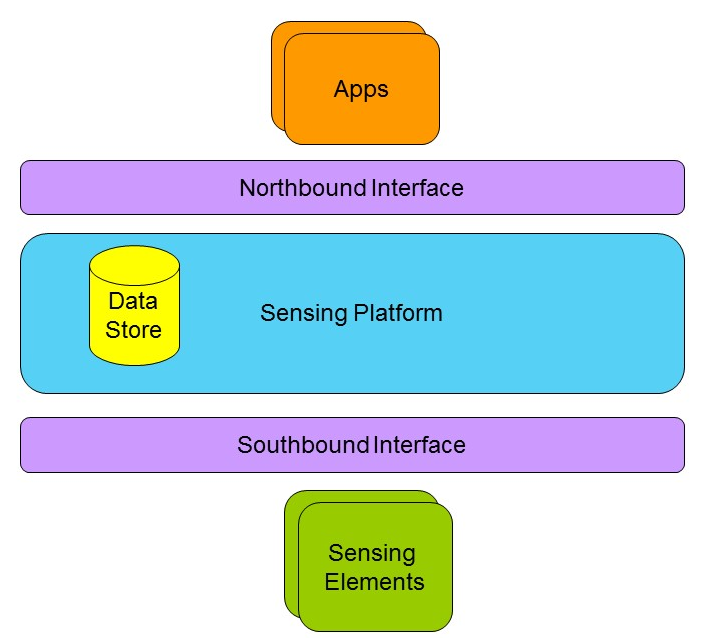 Apps
Northbound Interface
Data
Store
Sensing Platform
Southbound Interface
Sensing
Elements